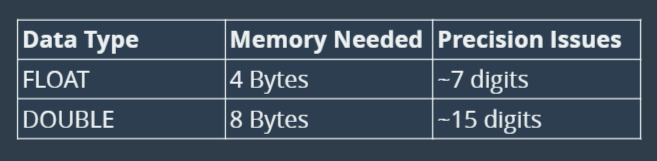 Data Type Memory Needed Precision Issues
FLOAT 4 Bytes ~7 digits
DOUBLE 8 Bytes ~15 digits